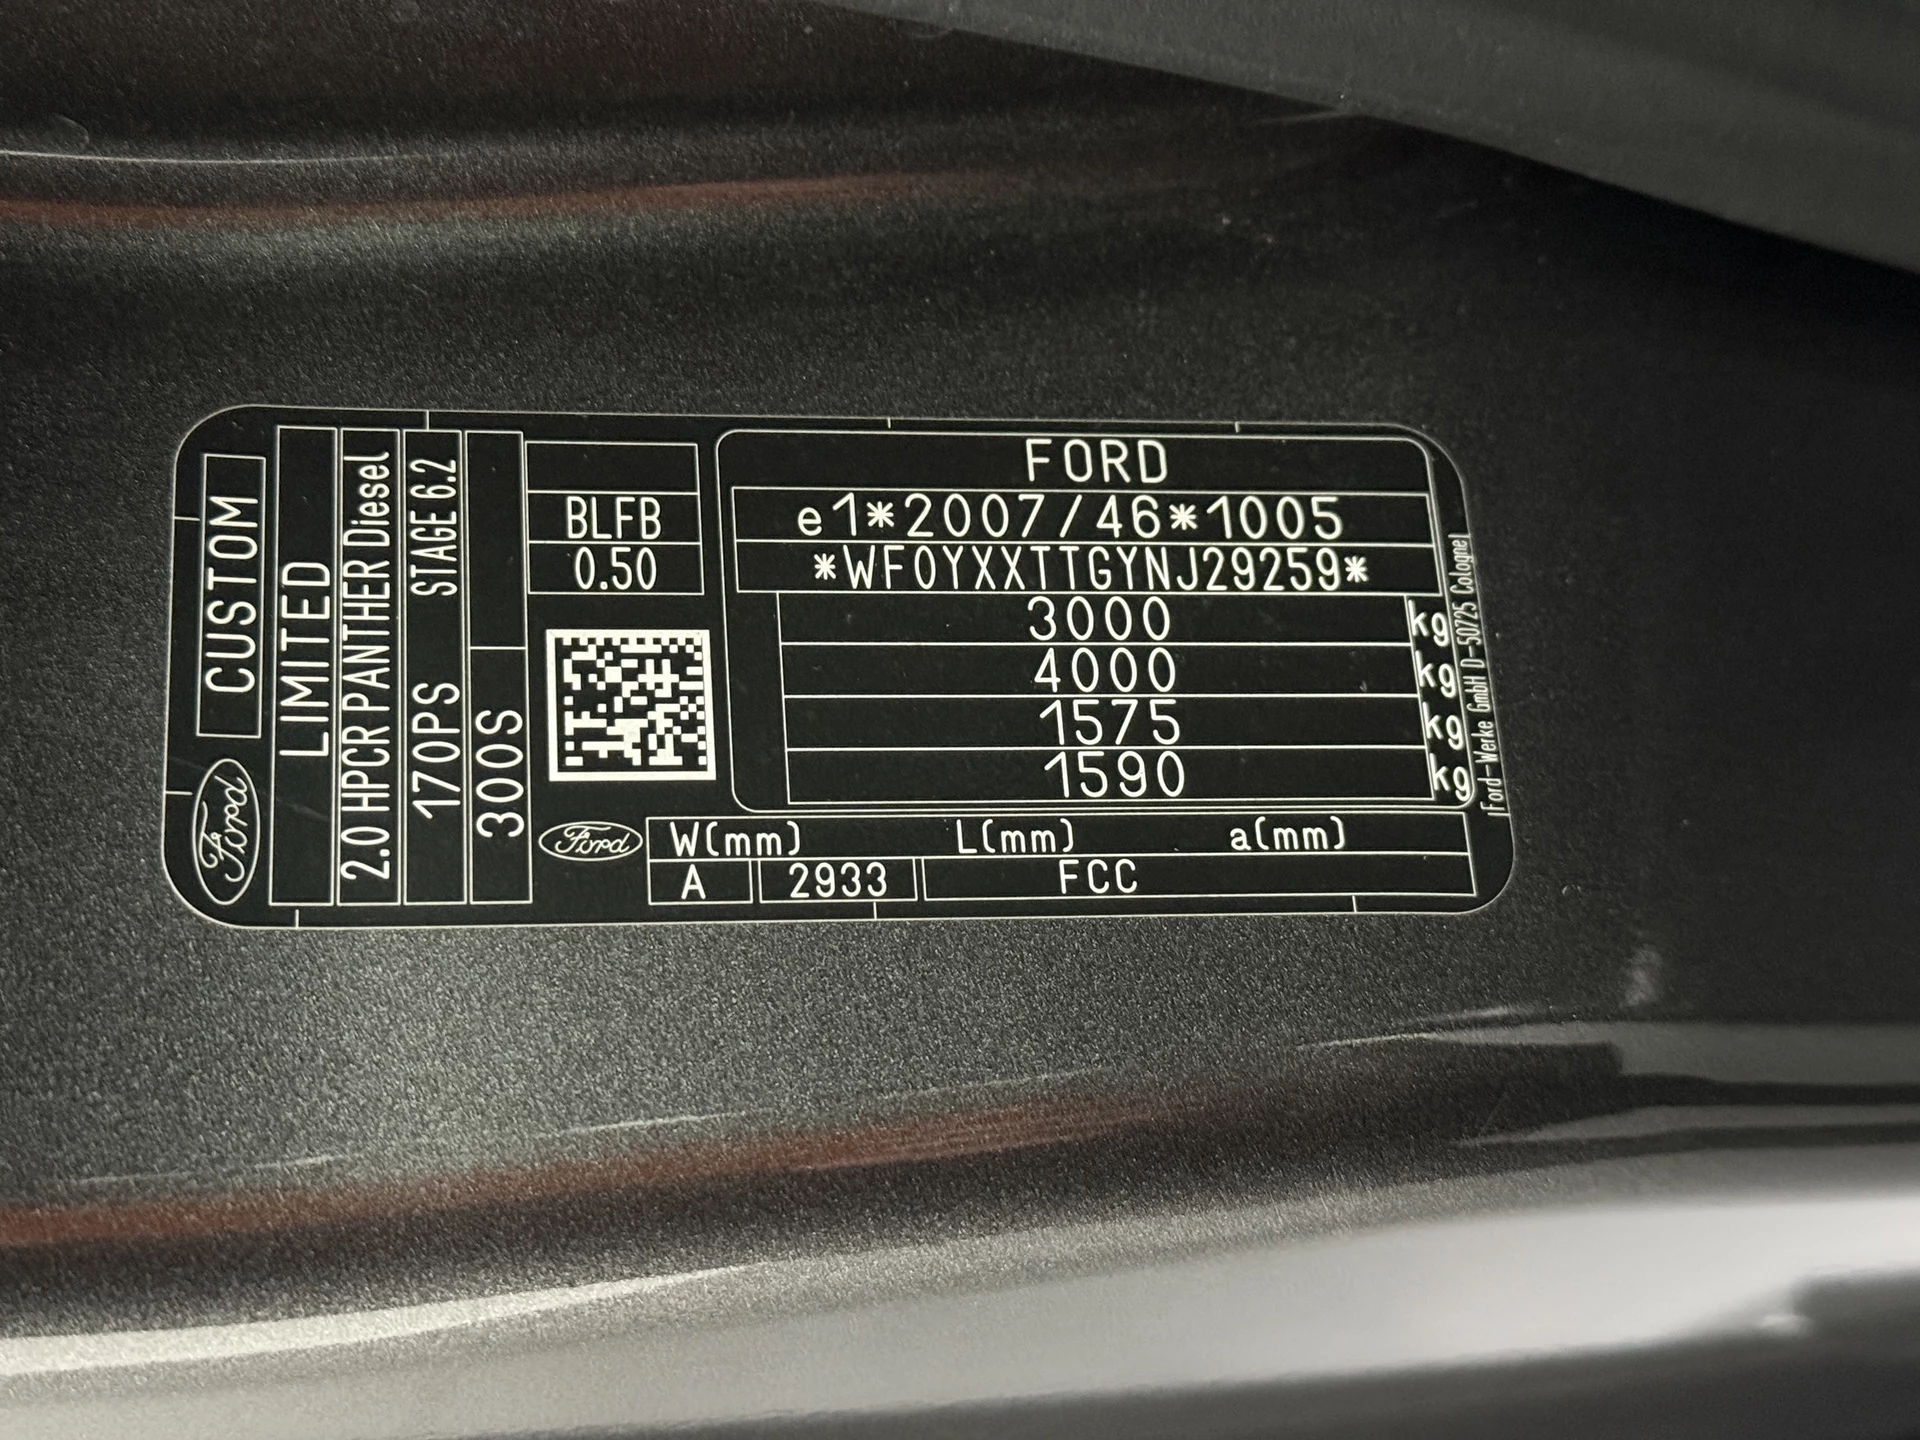 Ford
CUSTOM
LIMITED
2.0 HPCR PANTHER Diesel
170PS STAGE 6.2
300S
BLFB
0.50
Ford
FORD
e1*2007/46*1005
*WF0YXXTTGYNJ29259*
3000 kg
4000 kg
1575 kg
1590 kg
W(mm) L(mm) a(mm)
A 2933 FCC
Ford-Werke GmbH D-50725 Cologne